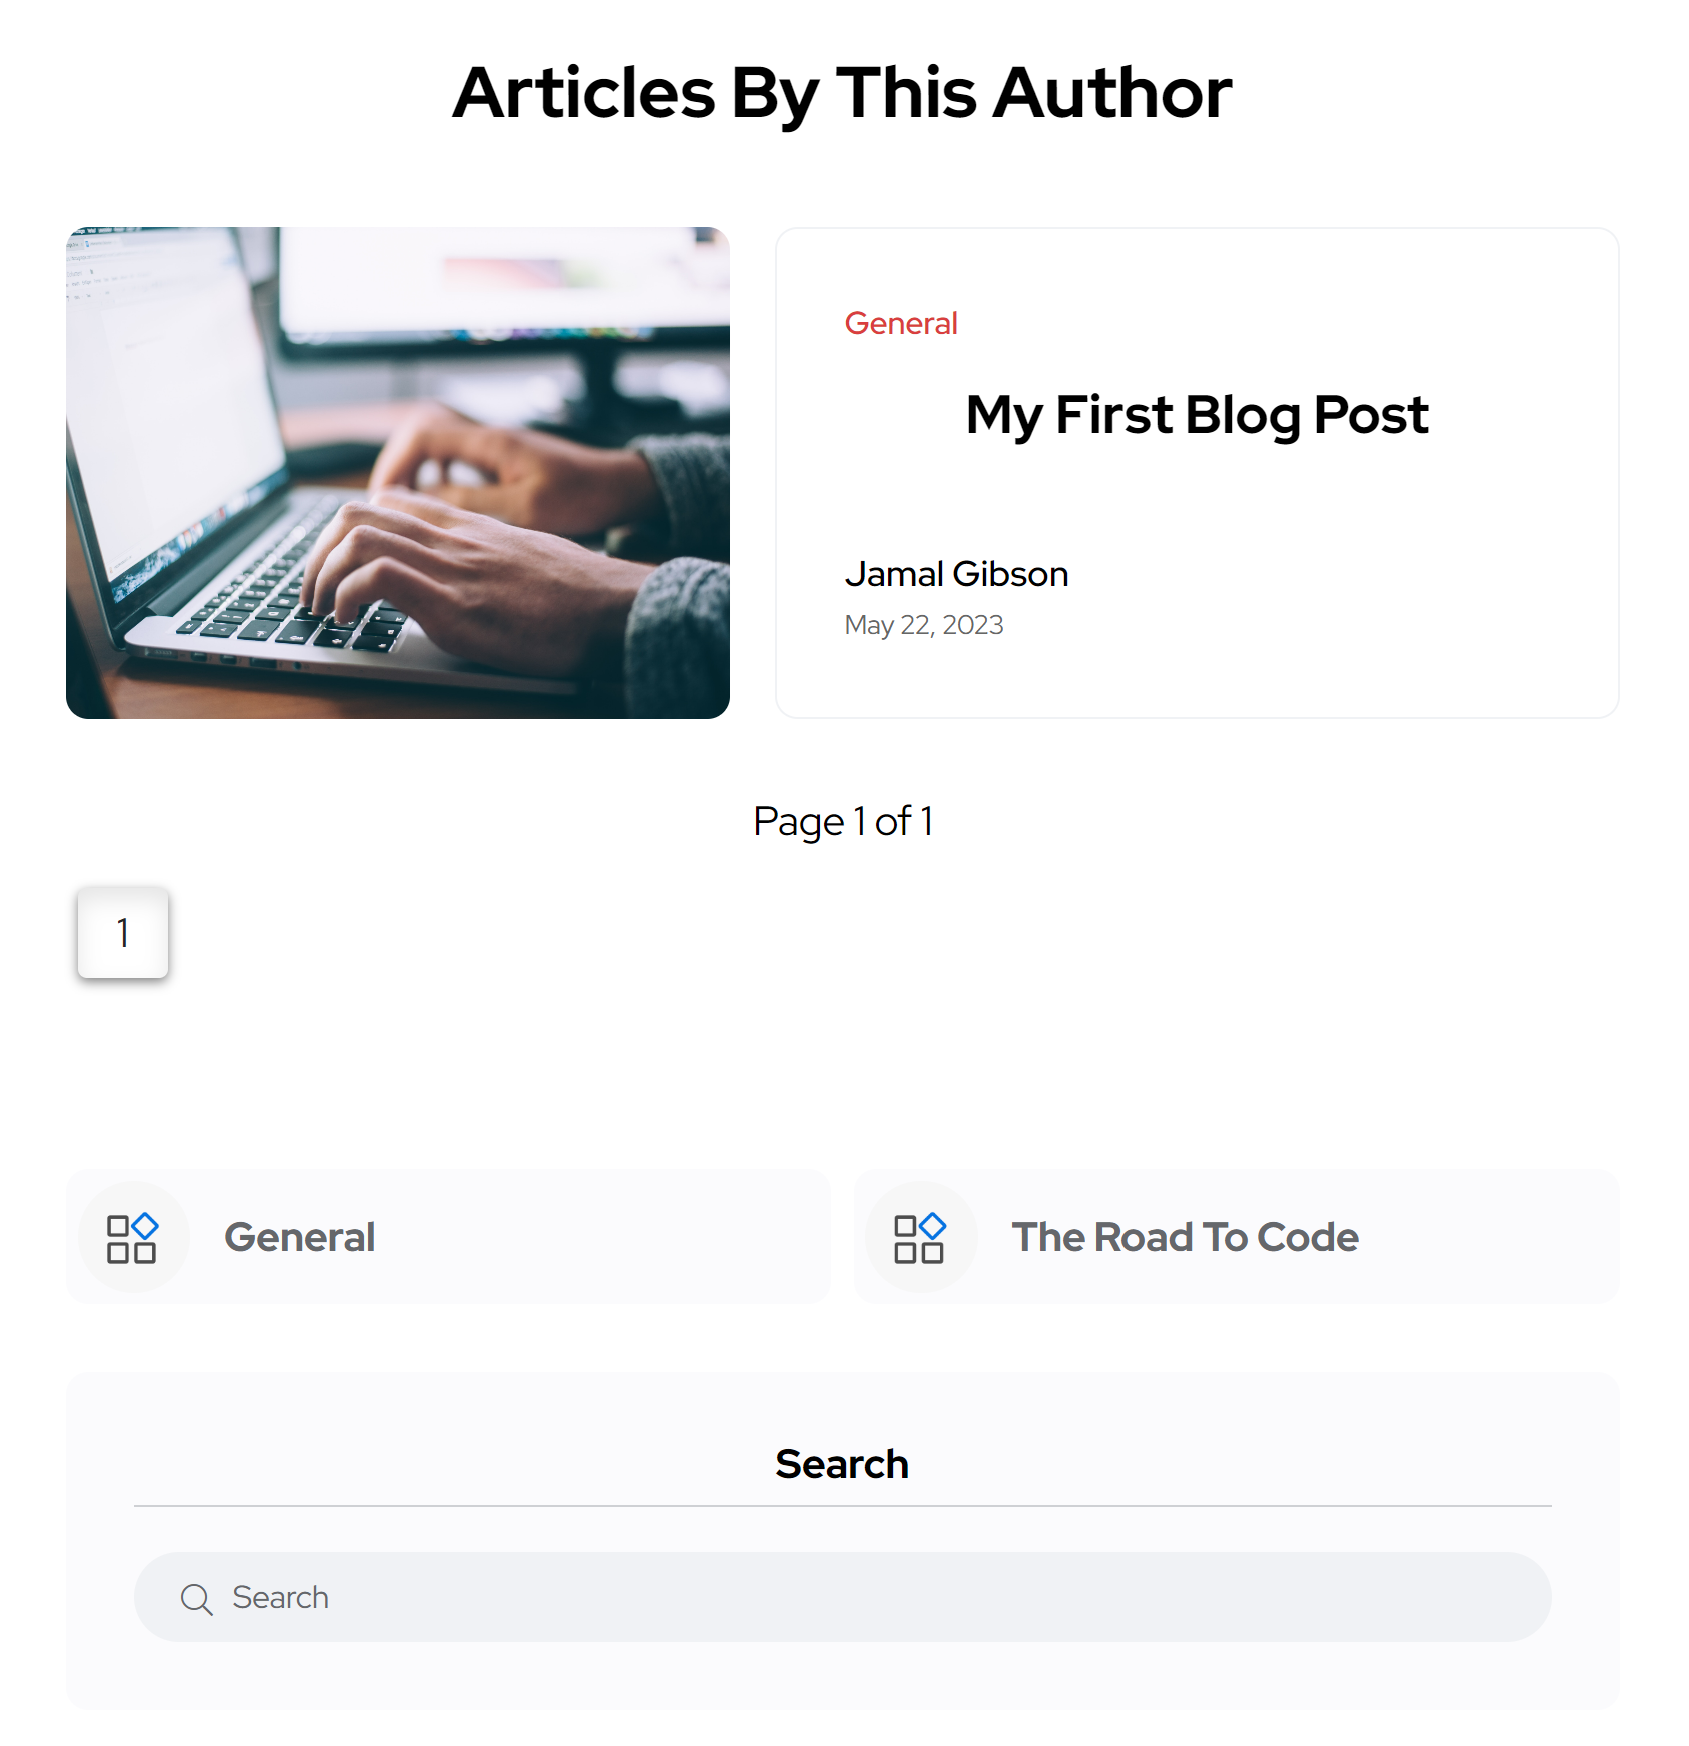 Articles By This Author
General
My First Blog Post
Jamal Gibson
May 22, 2023
Page 1 of 1
1
General
The Road To Code
Search
Search